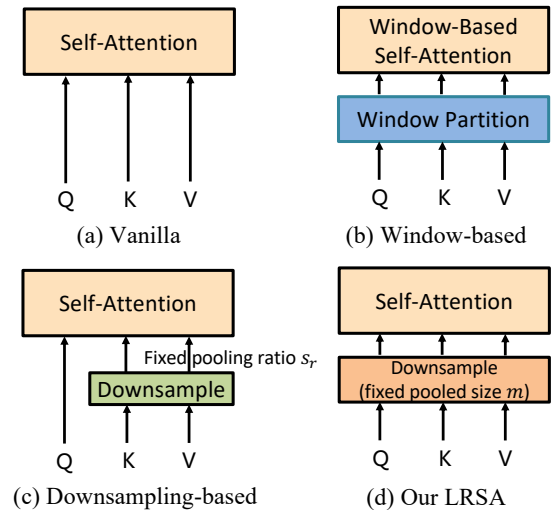 Self-Attention
Q K V
(a) Vanilla
Window-Based
Self-Attention
Window Partition
Q K V
(b) Window-based
Self-Attention
Fixed pooling ratio s_r
Downsample
Q K V
(c) Downsampling-based
Self-Attention
Downsample
(fixed pooled size m)
Q K V
(d) Our LRSA